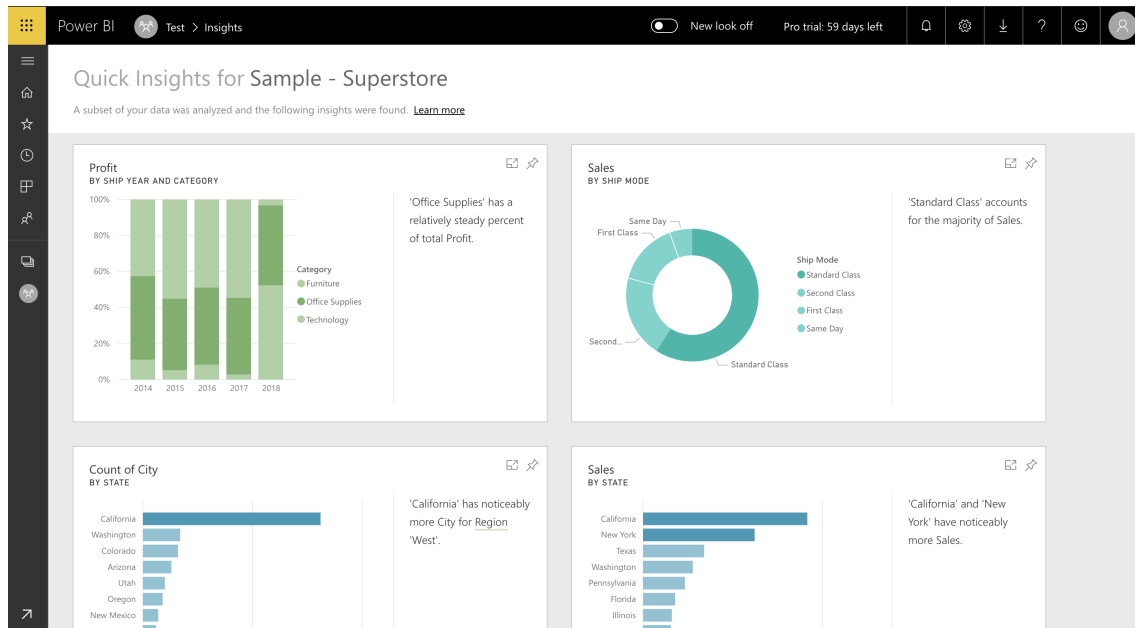 Power BI
Test > Insights
New look off
Pro trial: 59 days left
?
Quick Insights for Sample - Superstore
A subset of your data was analyzed and the following insights were found. Learn more
Profit
BY SHIP YEAR AND CATEGORY
100%
80%
60%
40%
20%
0%
2014 2015 2016 2017 2018
Category
Furniture
Office Supplies
Technology
'Office Supplies' has a
relatively steady percent
of total Profit.
Sales
BY SHIP MODE
Same Day
First Class
Second...
Standard Class
Ship Mode
Standard Class
Second Class
First Class
Same Day
'Standard Class' accounts
for the majority of Sales.
Count of City
BY STATE
California
Washington
Colorado
Arizona
Utah
Oregon
New Mexico
'California' has noticeably
more City for Region
'West'.
Sales
BY STATE
California
New York
Texas
Washington
Pennsylvania
Florida
Illinois
'California' and 'New
York' have noticeably
more Sales.